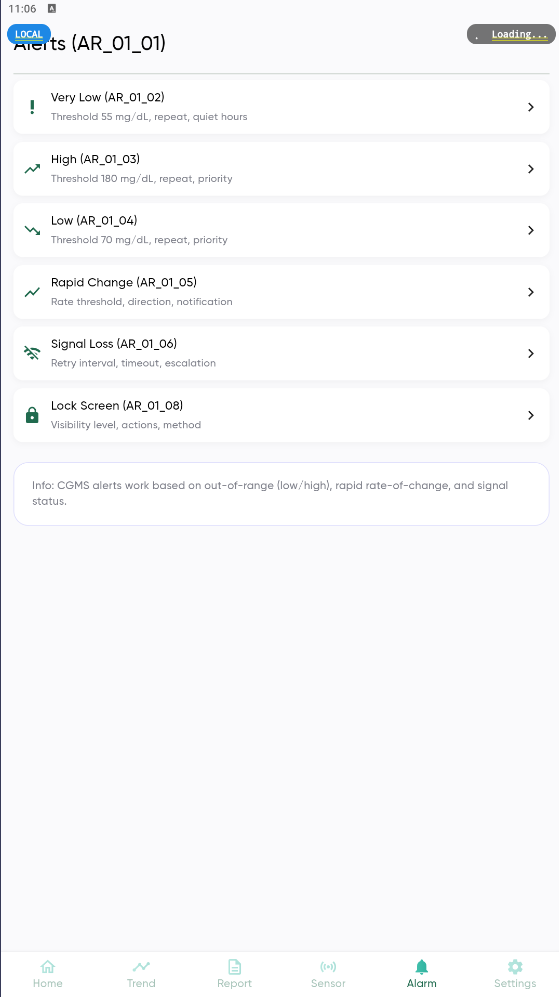 11:06 A
LOCAL
. Loading...
Alerts (AR_01_01)
Very Low (AR_01_02)
Threshold 55 mg/dL, repeat, quiet hours
High (AR_01_03)
Threshold 180 mg/dL, repeat, priority
Low (AR_01_04)
Threshold 70 mg/dL, repeat, priority
Rapid Change (AR_01_05)
Rate threshold, direction, notification
Signal Loss (AR_01_06)
Retry interval, timeout, escalation
Lock Screen (AR_01_08)
Visibility level, actions, method
Info: CGMS alerts work based on out-of-range (low/high), rapid rate-of-change, and signal
status.
Home Trend Report Sensor Alarm Settings